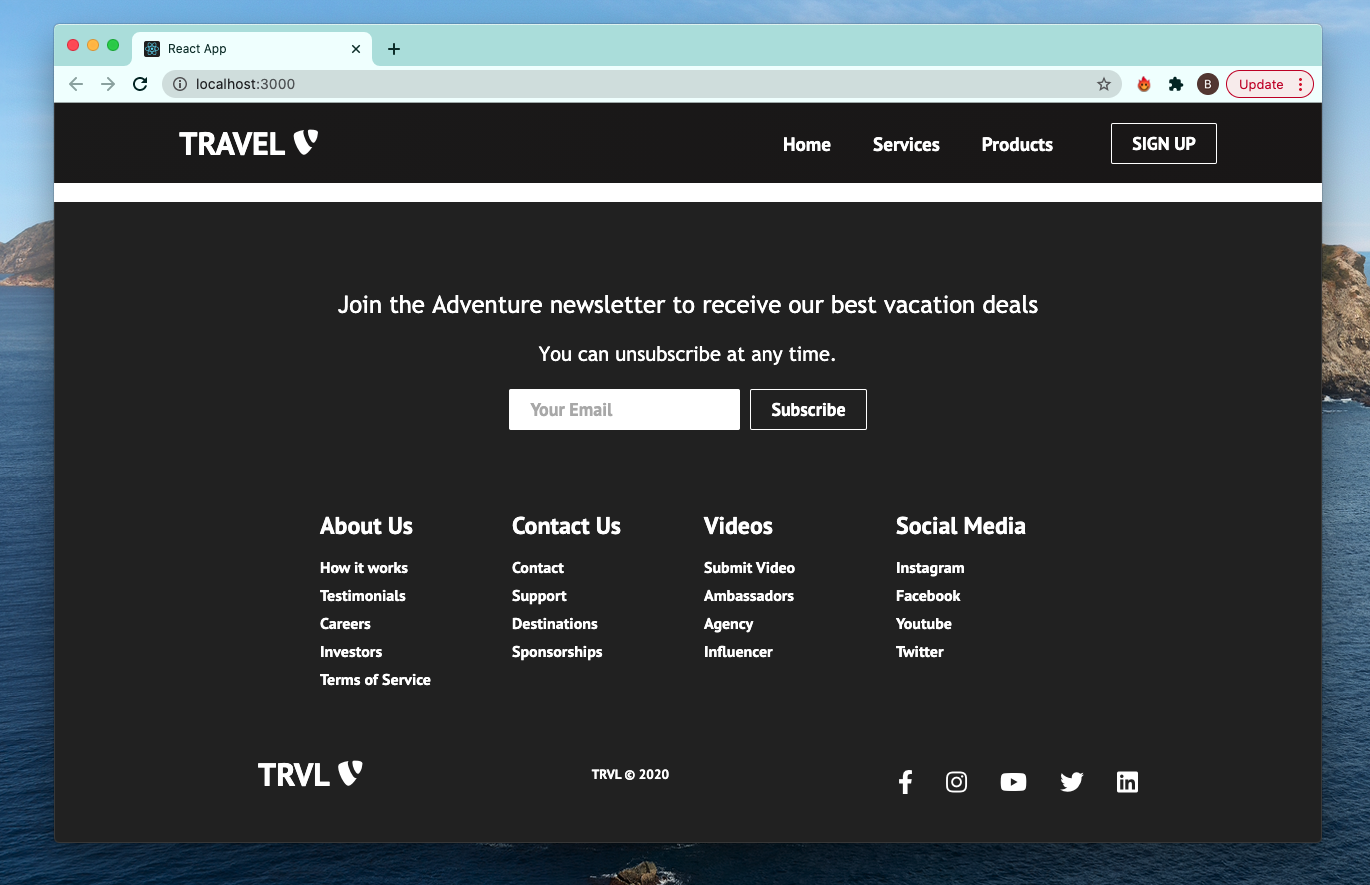 React App
localhost:3000
B
Update
TRAVEL
Home Services Products SIGN UP
Join the Adventure newsletter to receive our best vacation deals
You can unsubscribe at any time.
Your Email Subscribe
About Us
How it works
Testimonials
Careers
Investors
Terms of Service
Contact Us
Contact
Support
Destinations
Sponsorships
Videos
Submit Video
Ambassadors
Agency
Influencer
Social Media
Instagram
Facebook
Youtube
Twitter
TRVL
TRVL © 2020